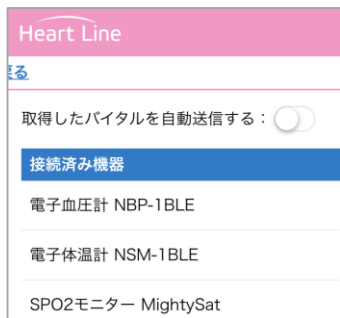 Heart Line
戻る
取得したバイタルを自動送信する：
接続済み機器
電子血圧計 NBP-1BLE
電子体温計 NSM-1BLE
SPO2モニター MightySat